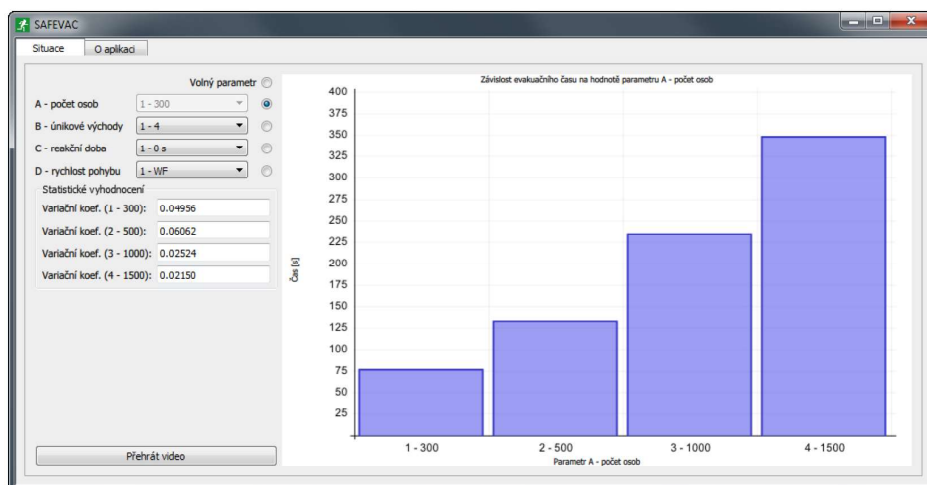 SAFEVAC
Situace
O aplikaci
Volný parametr
A - počet osob
1 - 300
B - únikové východy
1 - 4
C - reakční doba
1 - 0 s
D - rychlost pohybu
1 - WF
Statistické vyhodnocení
Variační koef. (1 - 300): 0.04956
Variační koef. (2 - 500): 0.06062
Variační koef. (3 - 1000): 0.02524
Variační koef. (4 - 1500): 0.02150
Přehrát video
Závislost evakuačního času na hodnotě parametru A - počet osob
400
375
350
325
300
275
250
225
200
175
150
125
100
75
50
25
Čas [s]
1 - 300
2 - 500
3 - 1000
4 - 1500
Parametr A - počet osob